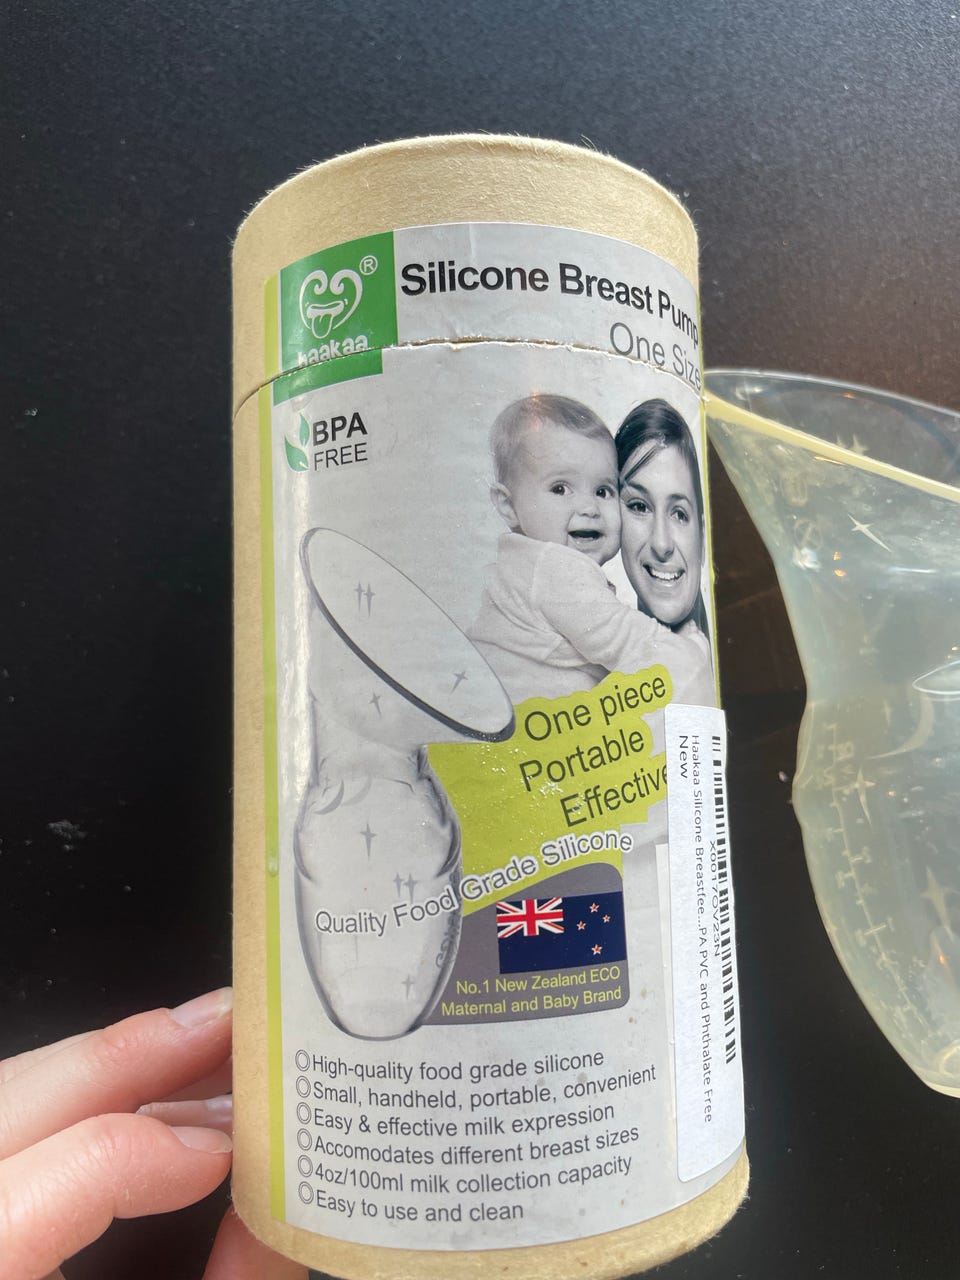 ®
haakaa
Silicone Breast Pump
One Size
BPA
FREE
One piece
Portable
Effective
Quality Food Grade Silicone
No.1 New Zealand ECO
Maternal and Baby Brand
High-quality food grade silicone
Small, handheld, portable, convenient
Easy & effective milk expression
Accomodates different breast sizes
4oz/100ml milk collection capacity
Easy to use and clean
X00170V23N
Haakaa Silicone Breastfee...PA PVC and Phthalate Free
New